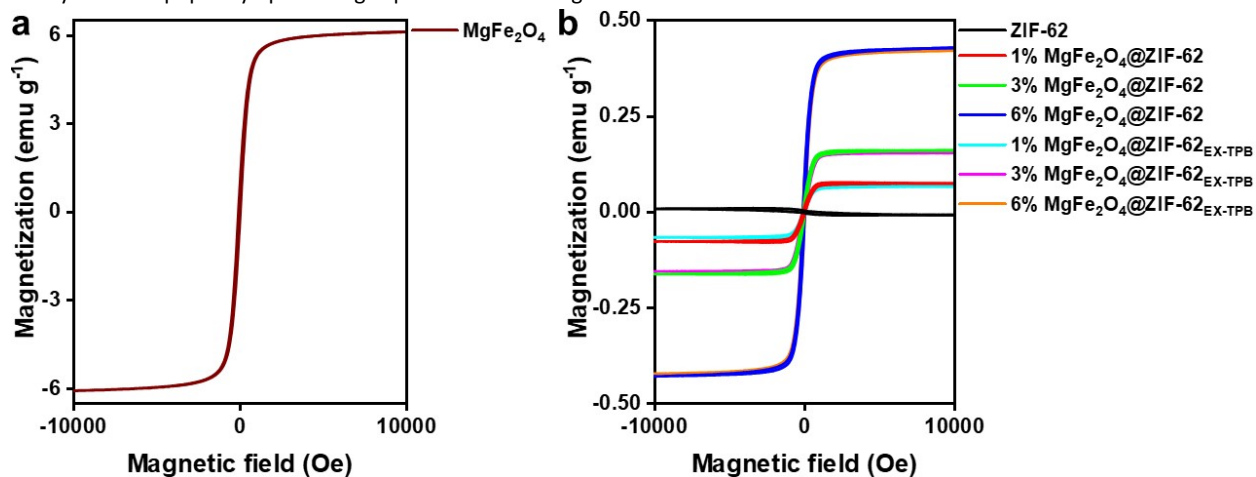 a
6
3
0
-3
-6
-10000
0
10000
Magnetization (emu g⁻¹)
Magnetic field (Oe)
MgFe₂O₄
b
0.50
0.25
0.00
-0.25
-0.50
-10000
0
10000
Magnetization (emu g⁻¹)
Magnetic field (Oe)
ZIF-62
1% MgFe₂O₄@ZIF-62
3% MgFe₂O₄@ZIF-62
6% MgFe₂O₄@ZIF-62
1% MgFe₂O₄@ZIF-62EX-TPB
3% MgFe₂O₄@ZIF-62EX-TPB
6% MgFe₂O₄@ZIF-62EX-TPB